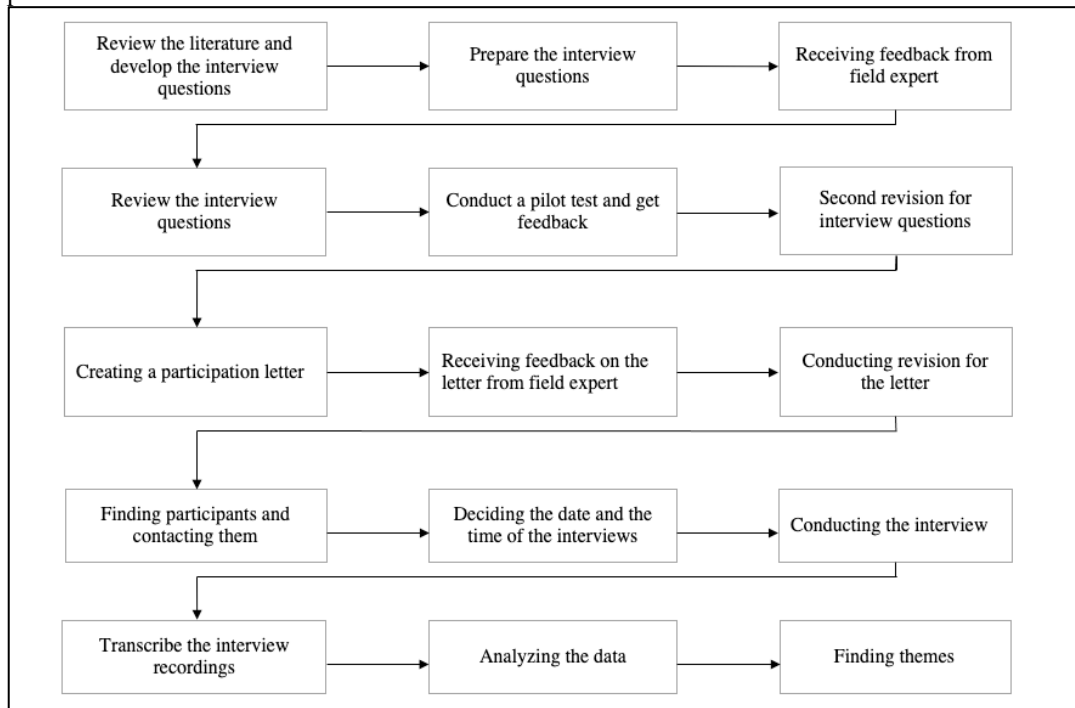 Review the literature and
develop the interview
questions
Prepare the interview
questions
Receiving feedback from
field expert
Review the interview
questions
Conduct a pilot test and get
feedback
Second revision for
interview questions
Creating a participation letter
Receiving feedback on the
letter from field expert
Conducting revision for
the letter
Finding participants and
contacting them
Deciding the date and the
time of the interviews
Conducting the interview
Transcribe the interview
recordings
Analyzing the data
Finding themes